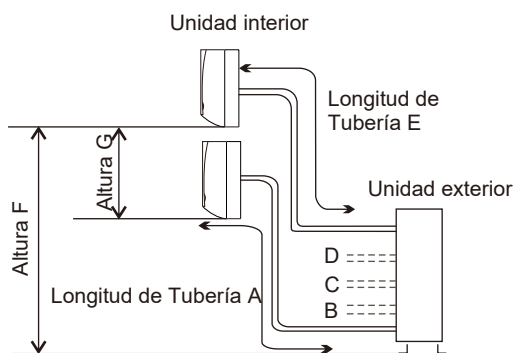 Unidad interior
Longitud de
Tubería E
Altura G
Unidad exterior
Altura F
D
C
Longitud de Tubería A
B